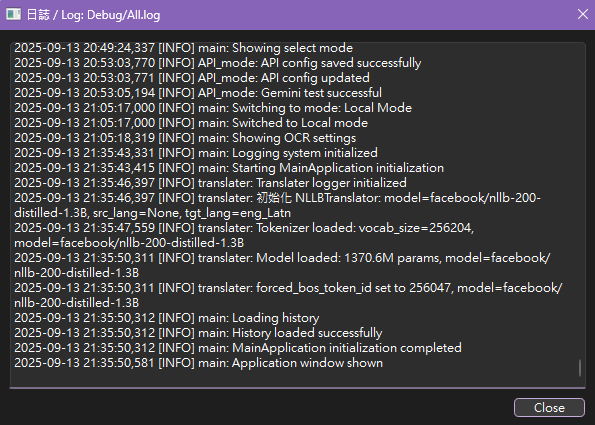 日誌 / Log: Debug/All.log
2025-09-13 20:49:24,337 [INFO] main: Showing select mode
2025-09-13 20:53:03,770 [INFO] API_mode: API config saved successfully
2025-09-13 20:53:03,771 [INFO] API_mode: API config updated
2025-09-13 20:53:05,194 [INFO] API_mode: Gemini test successful
2025-09-13 21:05:17,000 [INFO] main: Switching to mode: Local Mode
2025-09-13 21:05:17,000 [INFO] main: Switched to Local mode
2025-09-13 21:05:18,319 [INFO] main: Showing OCR settings
2025-09-13 21:35:43,331 [INFO] main: Logging system initialized
2025-09-13 21:35:43,415 [INFO] main: Starting MainApplication initialization
2025-09-13 21:35:46,397 [INFO] translater: Translater logger initialized
2025-09-13 21:35:46,397 [INFO] translater: 初始化 NLLBTranslator: model=facebook/nllb-200-
distilled-1.3B, src_lang=None, tgt_lang=eng_Latn
2025-09-13 21:35:47,559 [INFO] translater: Tokenizer loaded: vocab_size=256204,
model=facebook/nllb-200-distilled-1.3B
2025-09-13 21:35:50,311 [INFO] translater: Model loaded: 1370.6M params, model=facebook/
nllb-200-distilled-1.3B
2025-09-13 21:35:50,311 [INFO] translater: forced_bos_token_id set to 256047, model=facebook/
nllb-200-distilled-1.3B
2025-09-13 21:35:50,312 [INFO] main: Loading history
2025-09-13 21:35:50,312 [INFO] main: History loaded successfully
2025-09-13 21:35:50,312 [INFO] main: MainApplication initialization completed
2025-09-13 21:35:50,581 [INFO] main: Application window shown
Close